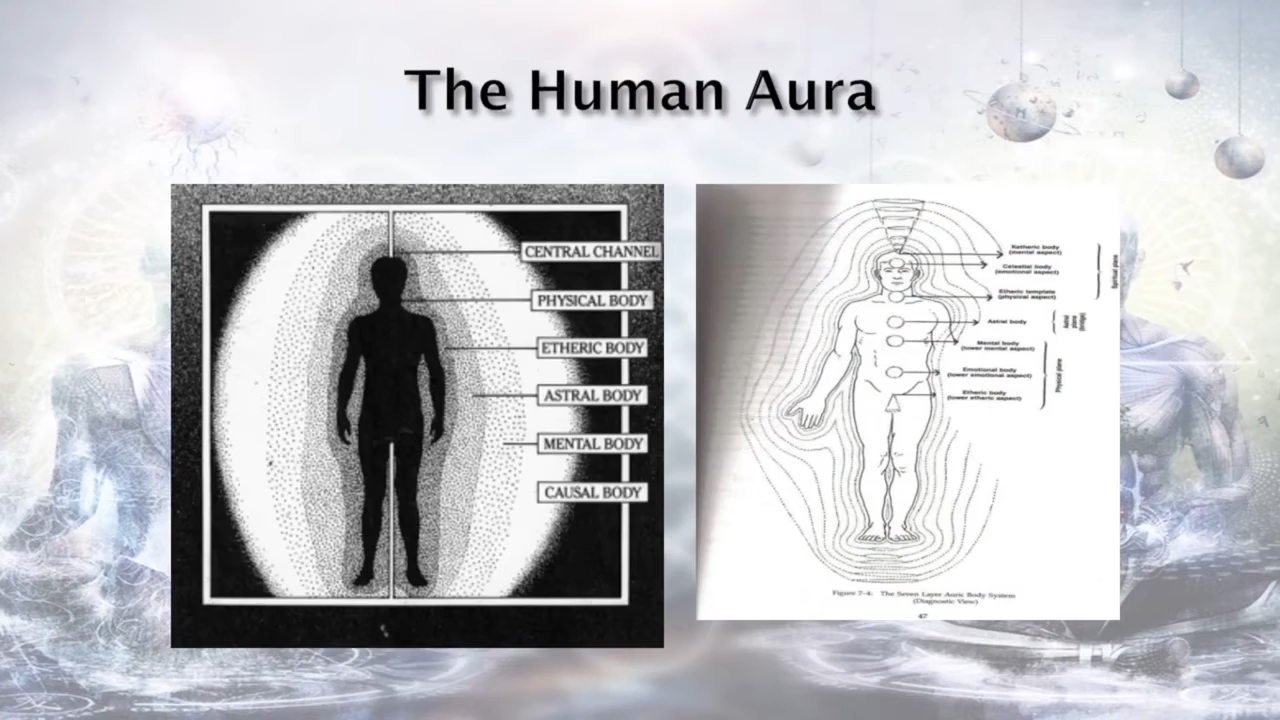 The Human Aura
CENTRAL CHANNEL
PHYSICAL BODY
ETHERIC BODY
ASTRAL BODY
MENTAL BODY
CAUSAL BODY
Ketheric body
(mental aspect)
Celestial body
(emotional aspect)
Etheric template
(physical aspect)
Astral body
Mental body
(lower mental aspect)
Emotional body
(lower emotional aspect)
Etheric body
(lower etheric aspect)
Spiritual plane
Astral
plane
(bridge)
Physical plane
Figure 7-4: The Seven Layer Auric Body System
(Diagnostic View)
47